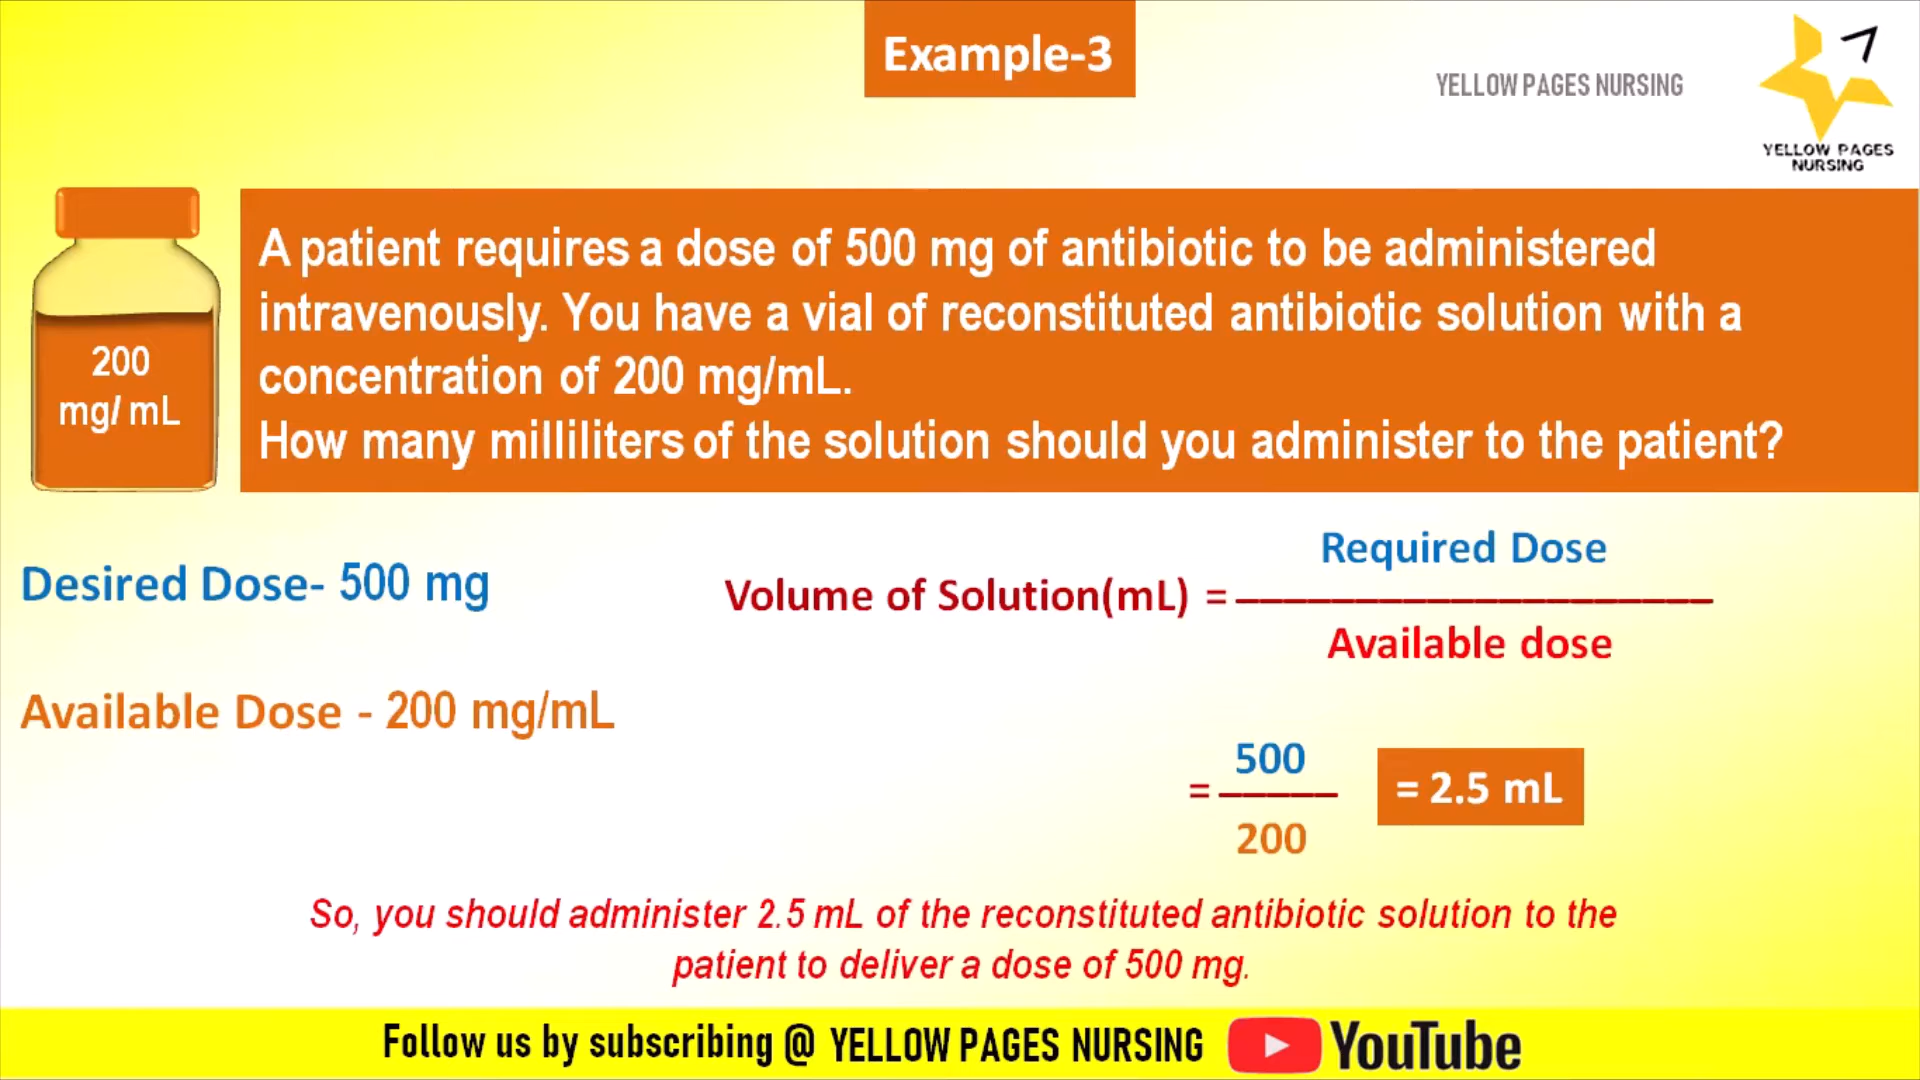 Example-3
YELLOW PAGES NURSING
YELLOW PAGES
NURSING
200
mg/ mL
A patient requires a dose of 500 mg of antibiotic to be administered
intravenously. You have a vial of reconstituted antibiotic solution with a
concentration of 200 mg/mL.
How many milliliters of the solution should you administer to the patient?
Desired Dose- 500 mg
Available Dose - 200 mg/mL
Required Dose
Volume of Solution(mL) =
Available dose
500
=
200
= 2.5 mL
So, you should administer 2.5 mL of the reconstituted antibiotic solution to the
patient to deliver a dose of 500 mg.
Follow us by subscribing @ YELLOW PAGES NURSING YouTube